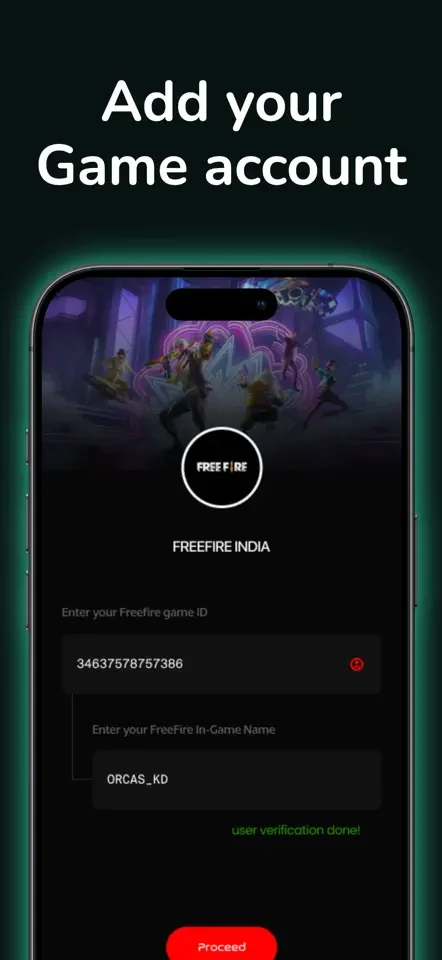 Add your
Game account
FREE FIRE
FREEFIRE INDIA
Enter your Freefire game ID
34637578757386
Enter your FreeFire In-Game Name
ORCAS_KD
user verification done!
Proceed